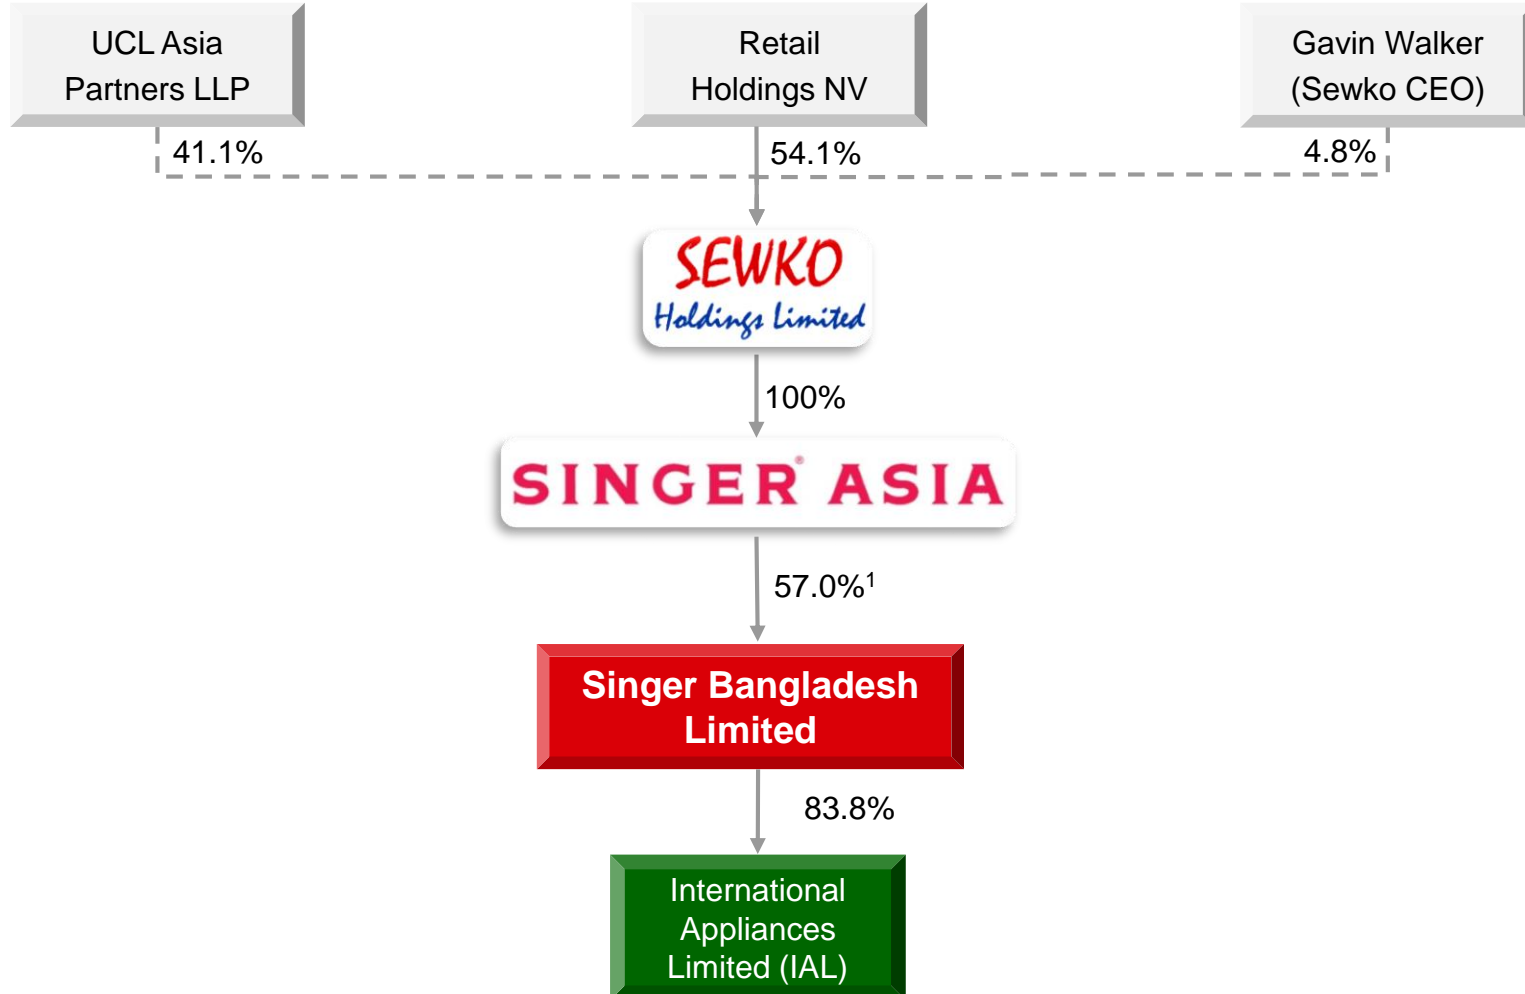 UCL Asia
Partners LLP
Retail
Holdings NV
Gavin Walker
(Sewko CEO)
41.1%
54.1%
4.8%
SEWKO
Holdings Limited
100%
SINGER® ASIA
57.0%¹
Singer Bangladesh
Limited
83.8%
International
Appliances
Limited (IAL)